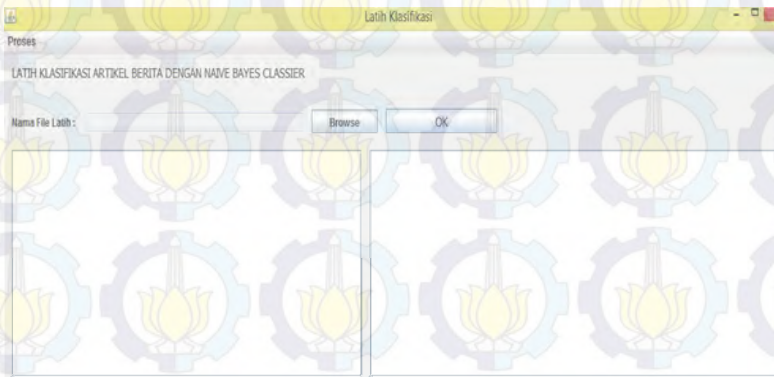 Latih Klasifikasi
Proses
LATIH KLASIFIKASI ARTIKEL BERITA DENGAN NAIVE BAYES CLASSIER
Nama File Latih : Browse OK